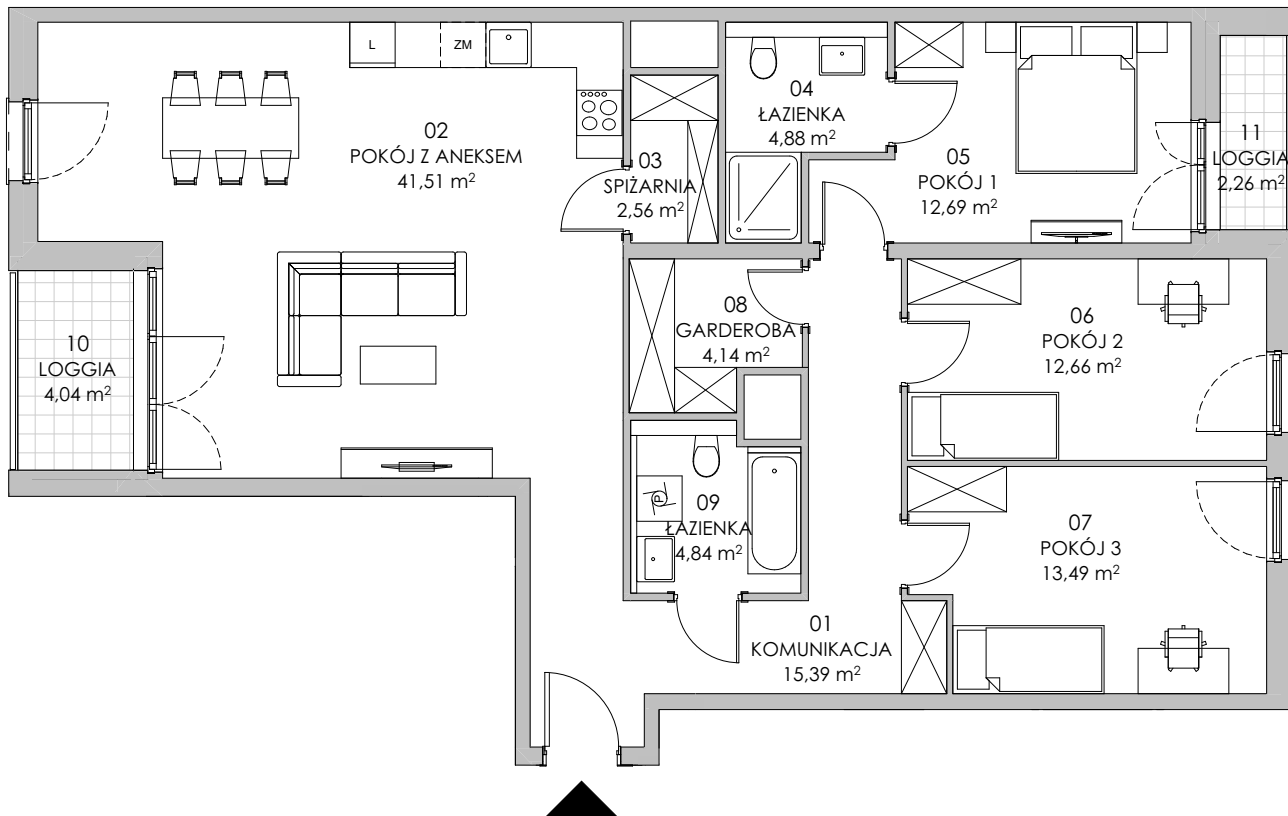 L
ZM
02
POKÓJ Z ANEKSEM
41,51 m²
03
SPIŻARNIA
2,56 m²
04
ŁAZIENKA
4,88 m²
05
POKÓJ 1
12,69 m²
11
LOGGIA
2,26 m²
10
LOGGIA
4,04 m²
08
GARDEROBA
4,14 m²
06
POKÓJ 2
12,66 m²
P
09
ŁAZIENKA
4,84 m²
07
POKÓJ 3
13,49 m²
01
KOMUNIKACJA
15,39 m²